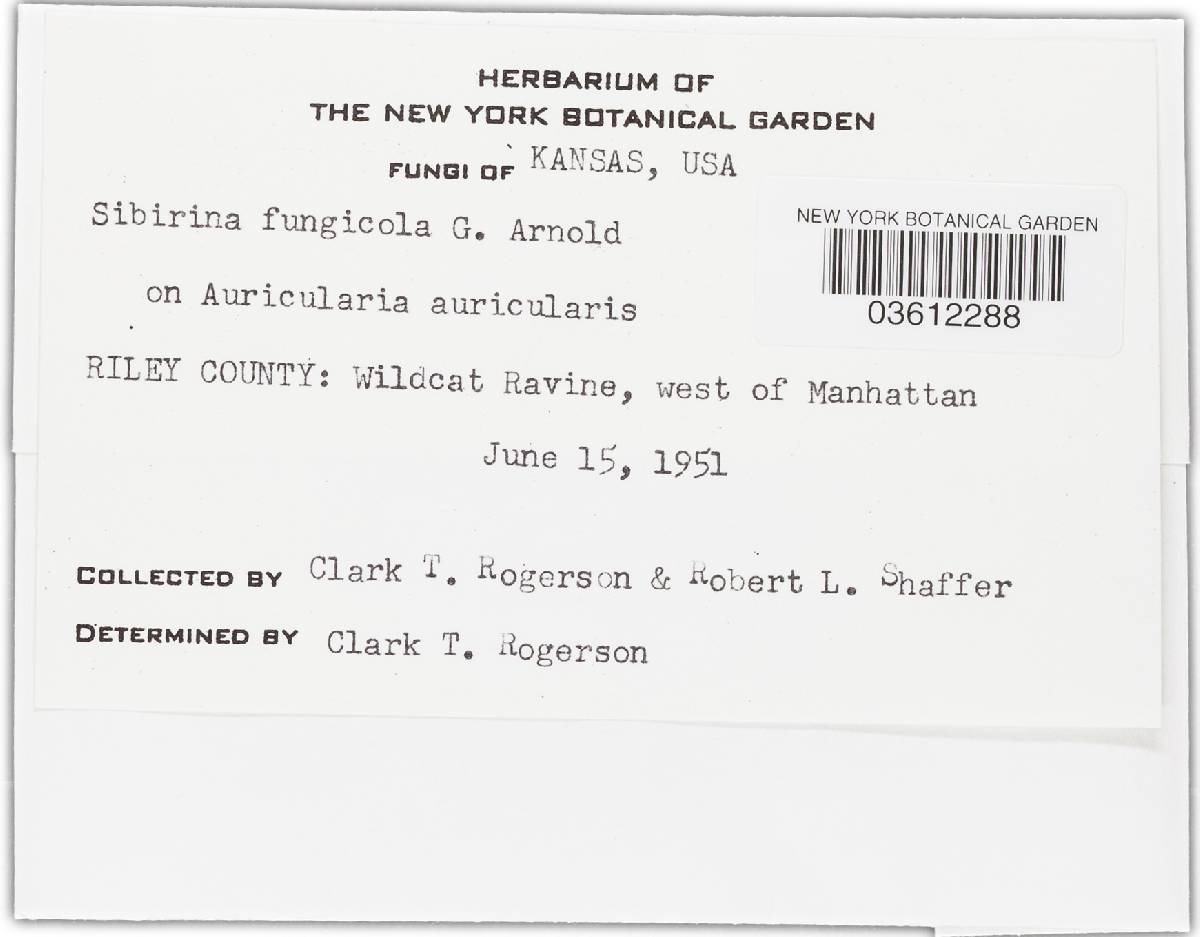 HERBARIUM OF
THE NEW YORK BOTANICAL GARDEN
FUNGI OF KANSAS, USA
Sibirina fungicola G. Arnold
NEW YORK BOTANICAL GARDEN
03612288
on Auricularia auricularis
RILEY COUNTY: Wildcat Ravine, west of Manhattan
June 15, 1951
COLLECTED BY Clark T. Rogerson & Robert L. Shaffer
DETERMINED BY Clark T. Rogerson